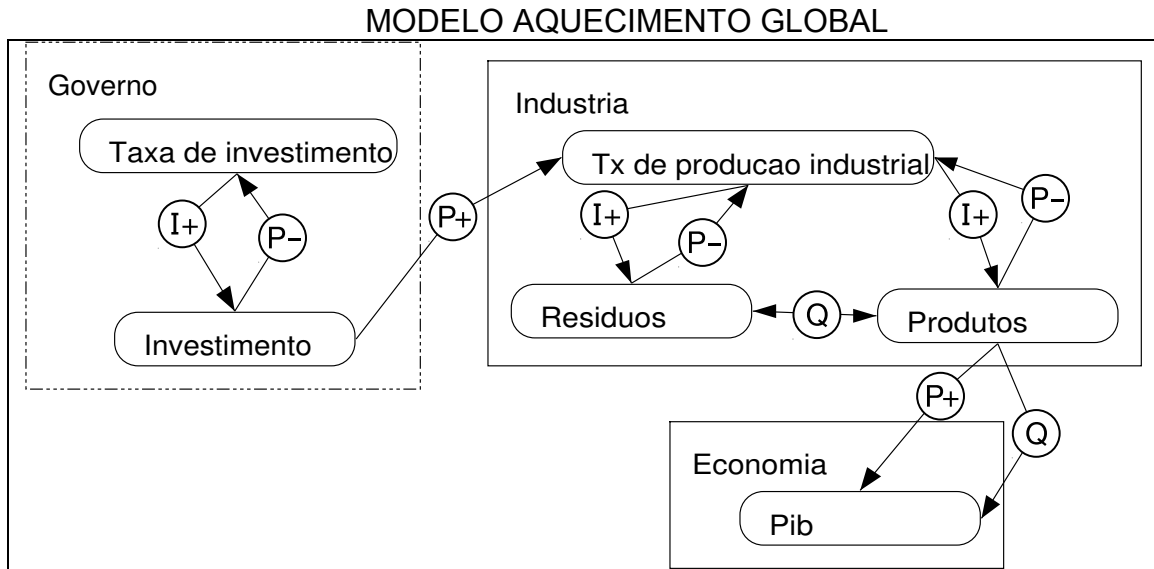 MODELO AQUECIMENTO GLOBAL
Governo
Industria
Taxa de investimento
Tx de producao industrial
I+
P-
P+
I+
P-
I+
P-
Investimento
Residuos
Q
Produtos
P+
Q
Economia
Pib